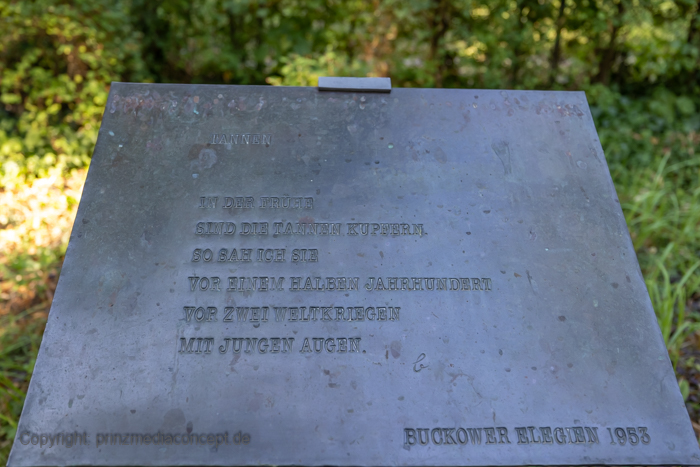 TANNEN
IN DER FRÜHE
SIND DIE TANNEN KUPFERN.
SO SAH ICH SIE
VOR EINEM HALBEN JAHRHUNDERT
VOR ZWEI WELTKRIEGEN
MIT JUNGEN AUGEN.
b
BUCKOWER ELEGIEN 1953
Copyright: prinzmediaconcept.de